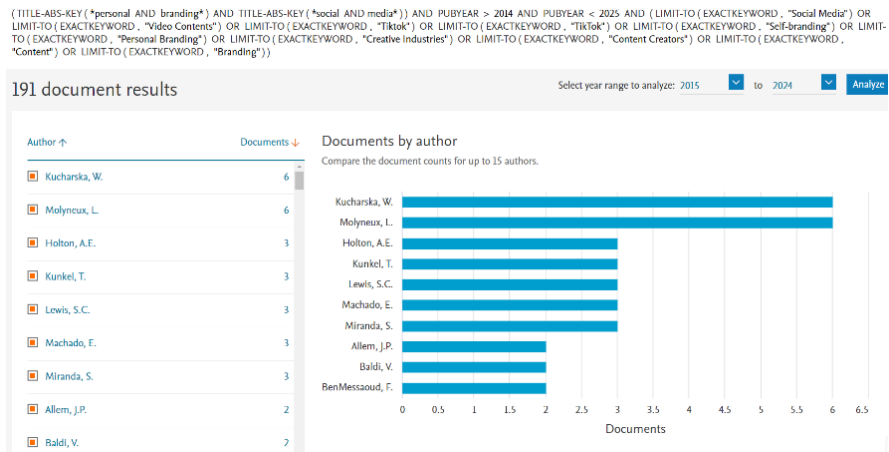 (TITLE-ABS-KEY(*personal AND branding*) AND TITLE-ABS-KEY(*social AND media*)) AND PUBYEAR > 2014 AND PUBYEAR < 2025 AND (LIMIT-TO(EXACTKEYWORD, "Social Media") OR
LIMIT-TO(EXACTKEYWORD, "Video Contents") OR LIMIT-TO(EXACTKEYWORD, "Tiktok") OR LIMIT-TO(EXACTKEYWORD, "TikTok") OR LIMIT-TO(EXACTKEYWORD, "Self-branding") OR LIMIT-
TO(EXACTKEYWORD, "Personal Branding") OR LIMIT-TO(EXACTKEYWORD, "Creative Industries") OR LIMIT-TO(EXACTKEYWORD, "Content Creators") OR LIMIT-TO(EXACTKEYWORD,
"Content") OR LIMIT-TO(EXACTKEYWORD, "Branding"))
191 document results
Select year range to analyze: 2015 to 2024 Analyze
Author Documents
Kucharska, W. 6
Molyneux, L. 6
Holton, A.E. 3
Kunkel, T. 3
Lewis, S.C. 3
Machado, E. 3
Miranda, S. 3
Allem, J.P. 2
Baldi, V. 2
Documents by author
Compare the document counts for up to 15 authors.
Kucharska, W.
Molyneux, L.
Holton, A.E.
Kunkel, T.
Lewis, S.C.
Machado, E.
Miranda, S.
Allem, J.P.
Baldi, V.
BenMessaoud, F.
0 0.5 1 1.5 2 2.5 3 3.5 4 4.5 5 5.5 6 6.5
Documents